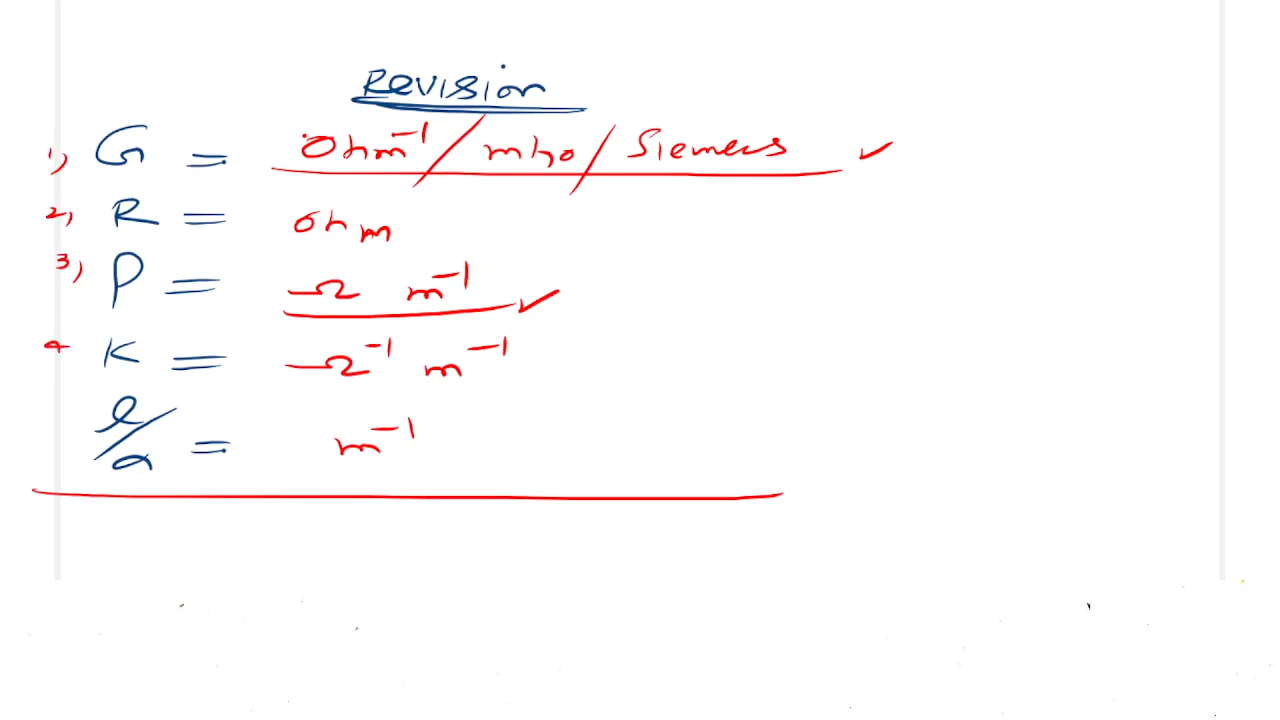 Revision
1) G = Ohm⁻¹ / mho / Siemens ✓
2) R = ohm
3) ρ = Ω m⁻¹ ✓
4 K = Ω⁻¹ m⁻¹
l/a = m⁻¹